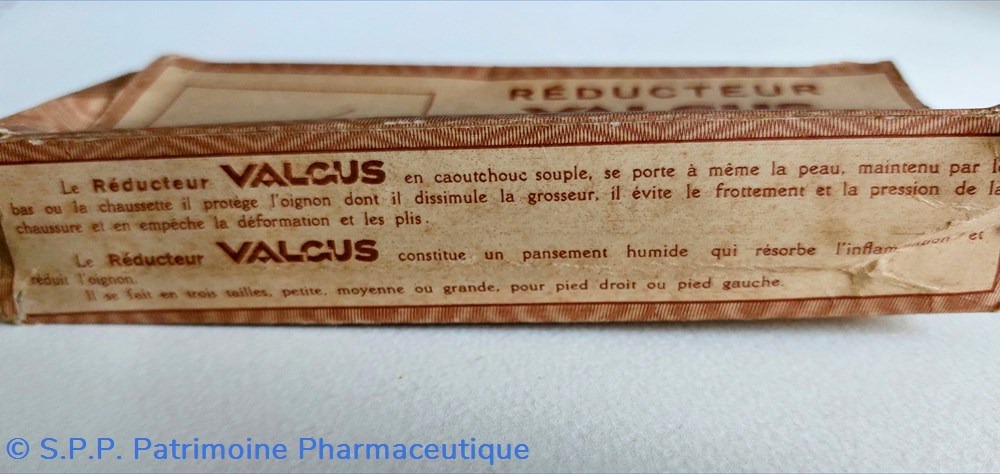 RÉDUCTEUR
VALGUS
Le Réducteur VALGUS en caoutchouc souple, se porte à même la peau, maintenu par
bas ou la chaussette il protège l'oignon dont il dissimule la grosseur, il évite le frottement et la pression de la
chaussure et en empêche la déformation et les plis.
Le Réducteur VALGUS constitue un pansement humide qui résorbe l'inflammation et
réduit l'oignon.
Il se fait en trois tailles, petite, moyenne ou grande, pour pied droit ou pied gauche.
© S.P.P. Patrimoine Pharmaceutique